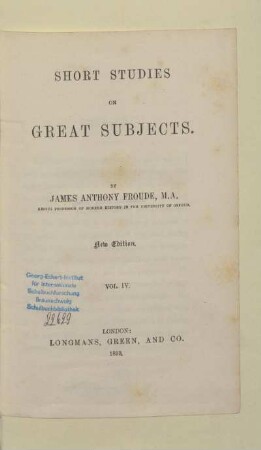 SHORT STUDIES
ON
GREAT SUBJECTS.
BY
JAMES ANTHONY FROUDE, M.A.
REGIUS PROFESSOR OF MODERN HISTORY IN THE UNIVERSITY OF OXFORD.
New Edition.
VOL. IV.
Georg-Eckert-Institut
für internationale
Schulbuchforschung
Braunschweig
Schulbuchbibliothek
LONDON:
LONGMANS, GREEN, AND CO.